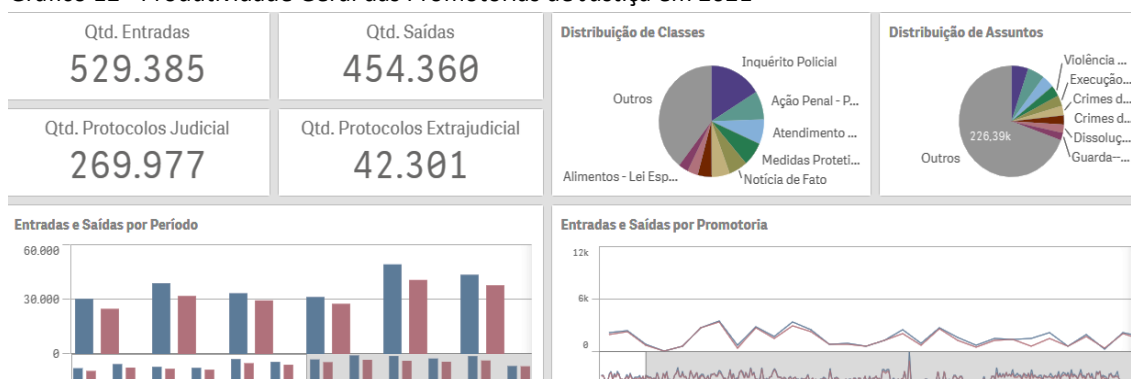 Qtd. Entradas
529.385
Qtd. Saídas
454.360
Qtd. Protocolos Judicial
269.977
Qtd. Protocolos Extrajudicial
42.301
Distribuição de Classes
Inquérito Policial
Outros
Ação Penal - P...
Atendimento ...
Medidas Proteti...
Alimentos - Lei Esp...
Notícia de Fato
Distribuição de Assuntos
Violência ...
Execução...
Crimes d...
Crimes d...
226,39k
Dissoluç...
Outros
Guarda--...
Entradas e Saídas por Período
60.000
30.000
0
Entradas e Saídas por Promotoria
12k
6k
0